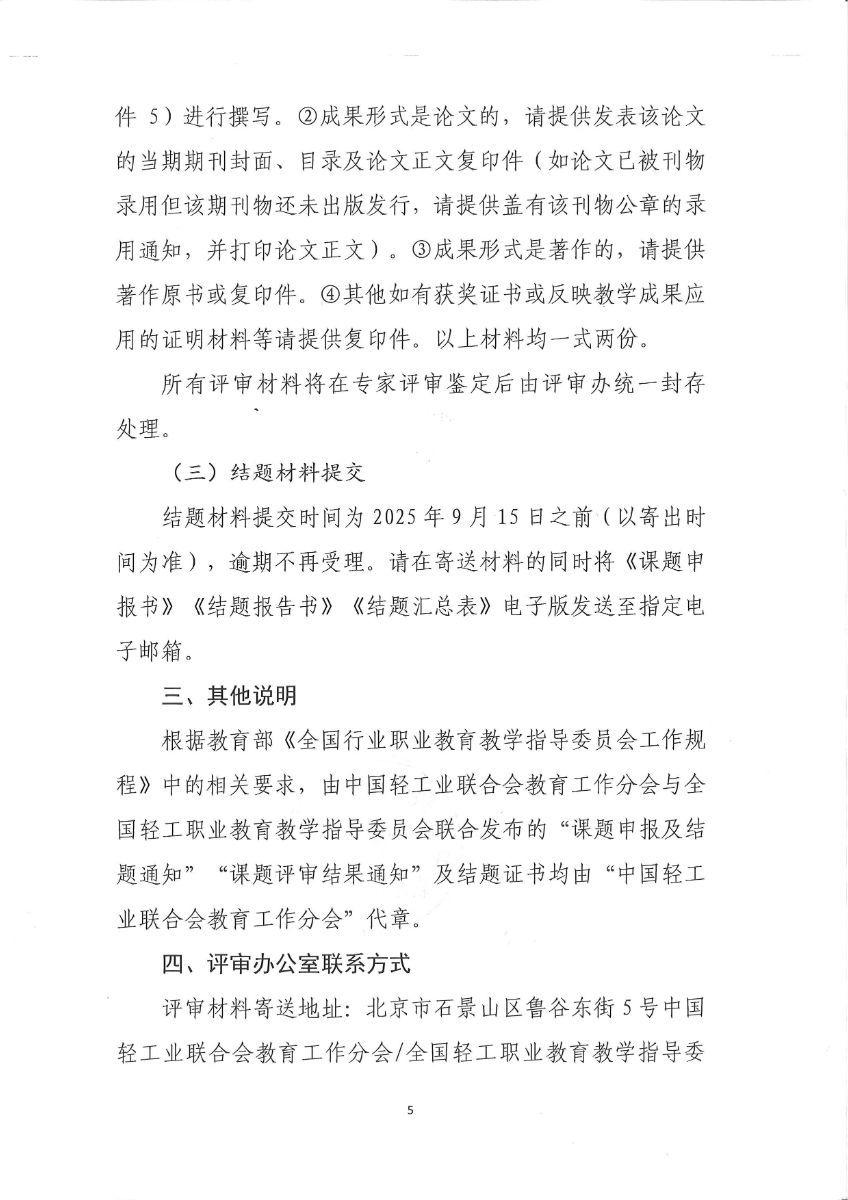 件 5）进行撰写。②成果形式是论文的，请提供发表该论文
的当期期刊封面、目录及论文正文复印件（如论文已被刊物
录用但该期刊物还未出版发行，请提供盖有该刊物公章的录
用通知，并打印论文正文）。③成果形式是著作的，请提供
著作原书或复印件。④其他如有获奖证书或反映教学成果应
用的证明材料等请提供复印件。以上材料均一式两份。
所有评审材料将在专家评审鉴定后由评审办统一封存
处理。
（三）结题材料提交
结题材料提交时间为 2025 年 9 月 15 日之前（以寄出时
间为准），逾期不再受理。请在寄送材料的同时将《课题申
报书》《结题报告书》《结题汇总表》电子版发送至指定电
子邮箱。
三、其他说明
根据教育部《全国行业职业教育教学指导委员会工作规
程》中的相关要求，由中国轻工业联合会教育工作分会与全
国轻工职业教育教学指导委员会联合发布的“课题申报及结
题通知”“课题评审结果通知”及结题证书均由“中国轻工
业联合会教育工作分会”代章。
四、评审办公室联系方式
评审材料寄送地址：北京市石景山区鲁谷东街 5 号中国
轻工业联合会教育工作分会/全国轻工职业教育教学指导委
5